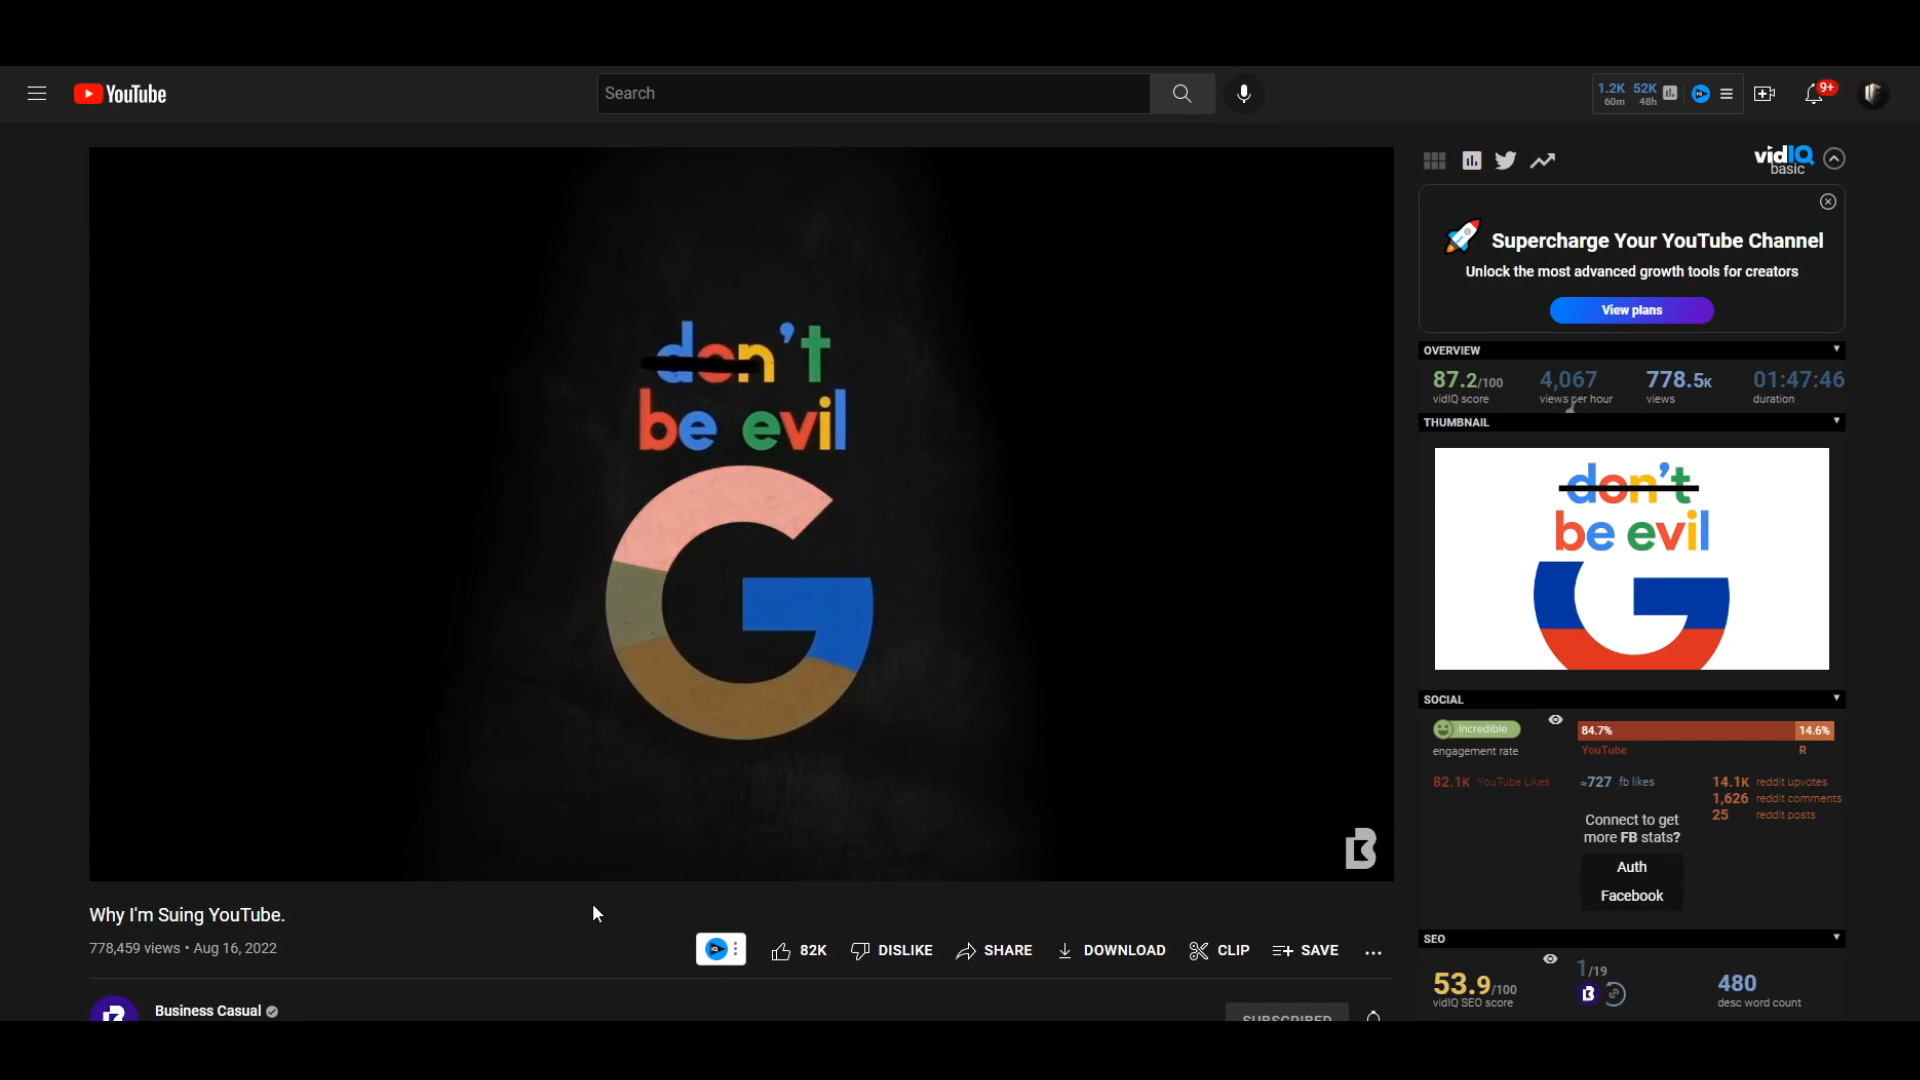 YouTube
Search
1.2K 52K
60m 48h
9+
don't
be evil
vidIQ
basic
Supercharge Your YouTube Channel
Unlock the most advanced growth tools for creators
View plans
OVERVIEW
87.2/100 4,067 778.5K 01:47:46
vidIQ score views per hour views duration
THUMBNAIL
don't
be evil
SOCIAL
Incredible
engagement rate
84.7% 14.6%
YouTube R
82.1K YouTube Likes ≈727 fb likes 14.1K reddit upvotes
1,626 reddit comments
25 reddit posts
Connect to get
more FB stats?
Auth
Facebook
SEO
53.9/100 1/19 480
vidIQ SEO score desc word count
Why I'm Suing YouTube.
778,459 views • Aug 16, 2022
82K DISLIKE SHARE DOWNLOAD CLIP SAVE
Business Casual
SUBSCRIBED